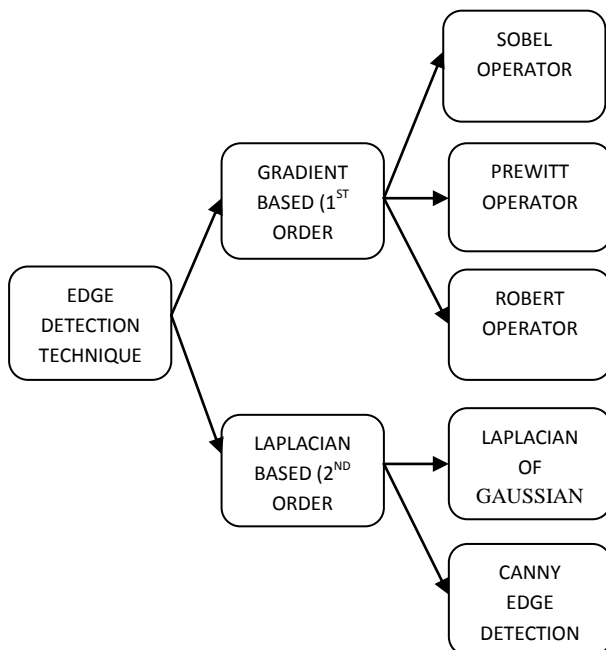 SOBEL
OPERATOR
GRADIENT
BASED (1ST
ORDER
PREWITT
OPERATOR
EDGE
DETECTION
TECHNIQUE
ROBERT
OPERATOR
LAPLACIAN
BASED (2ND
ORDER
LAPLACIAN
OF
GAUSSIAN
CANNY
EDGE
DETECTION